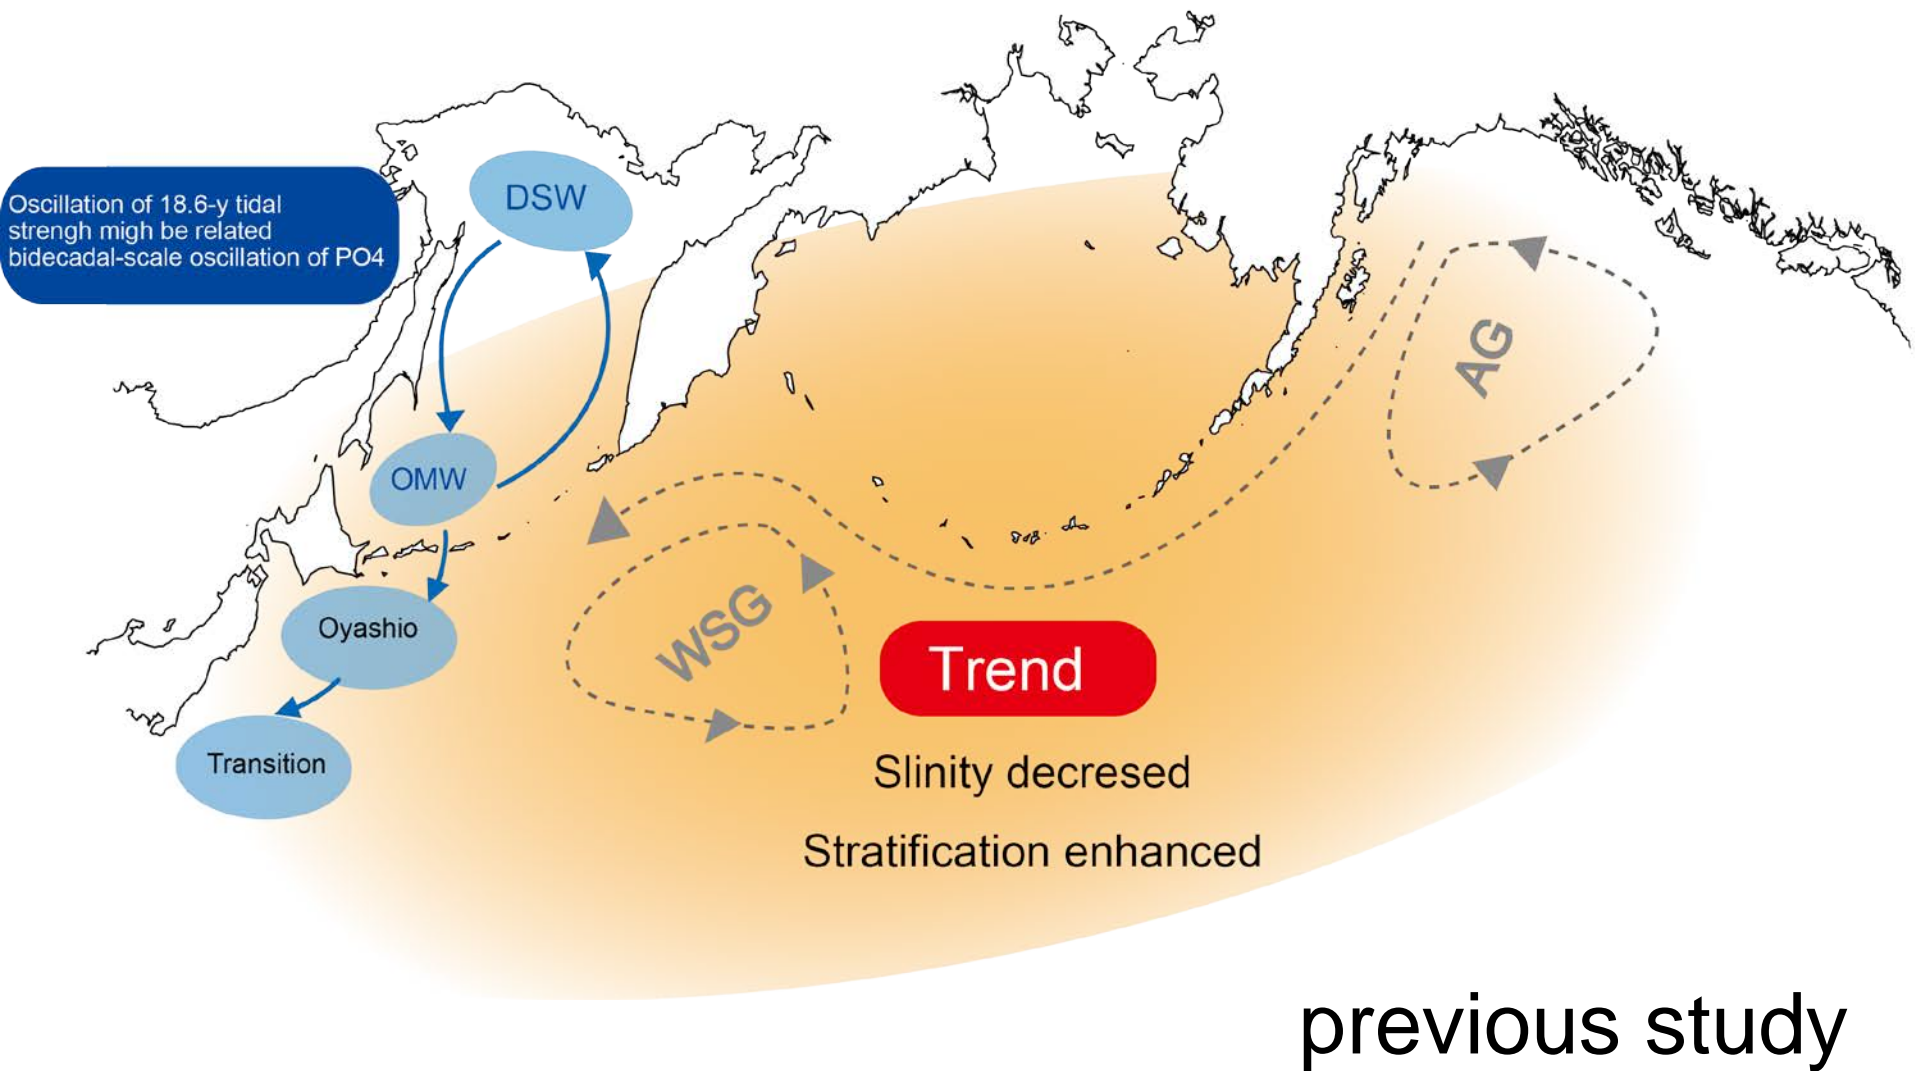 Oscillation of 18.6-y tidal
strengh migh be related
bidecadal-scale oscillation of PO4
DSW
OMW
Oyashio
Transition
WSG
AG
Trend
Slinity decresed
Stratification enhanced
previous study